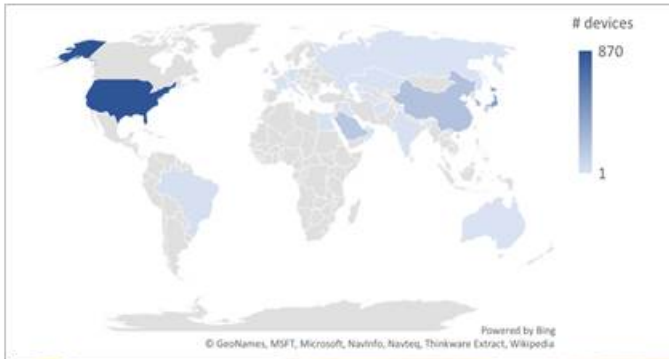 # devices
870
1
Powered by Bing
© GeoNames, MSFT, Microsoft, NavInfo, Navteq, Thinkware Extract, Wikipedia